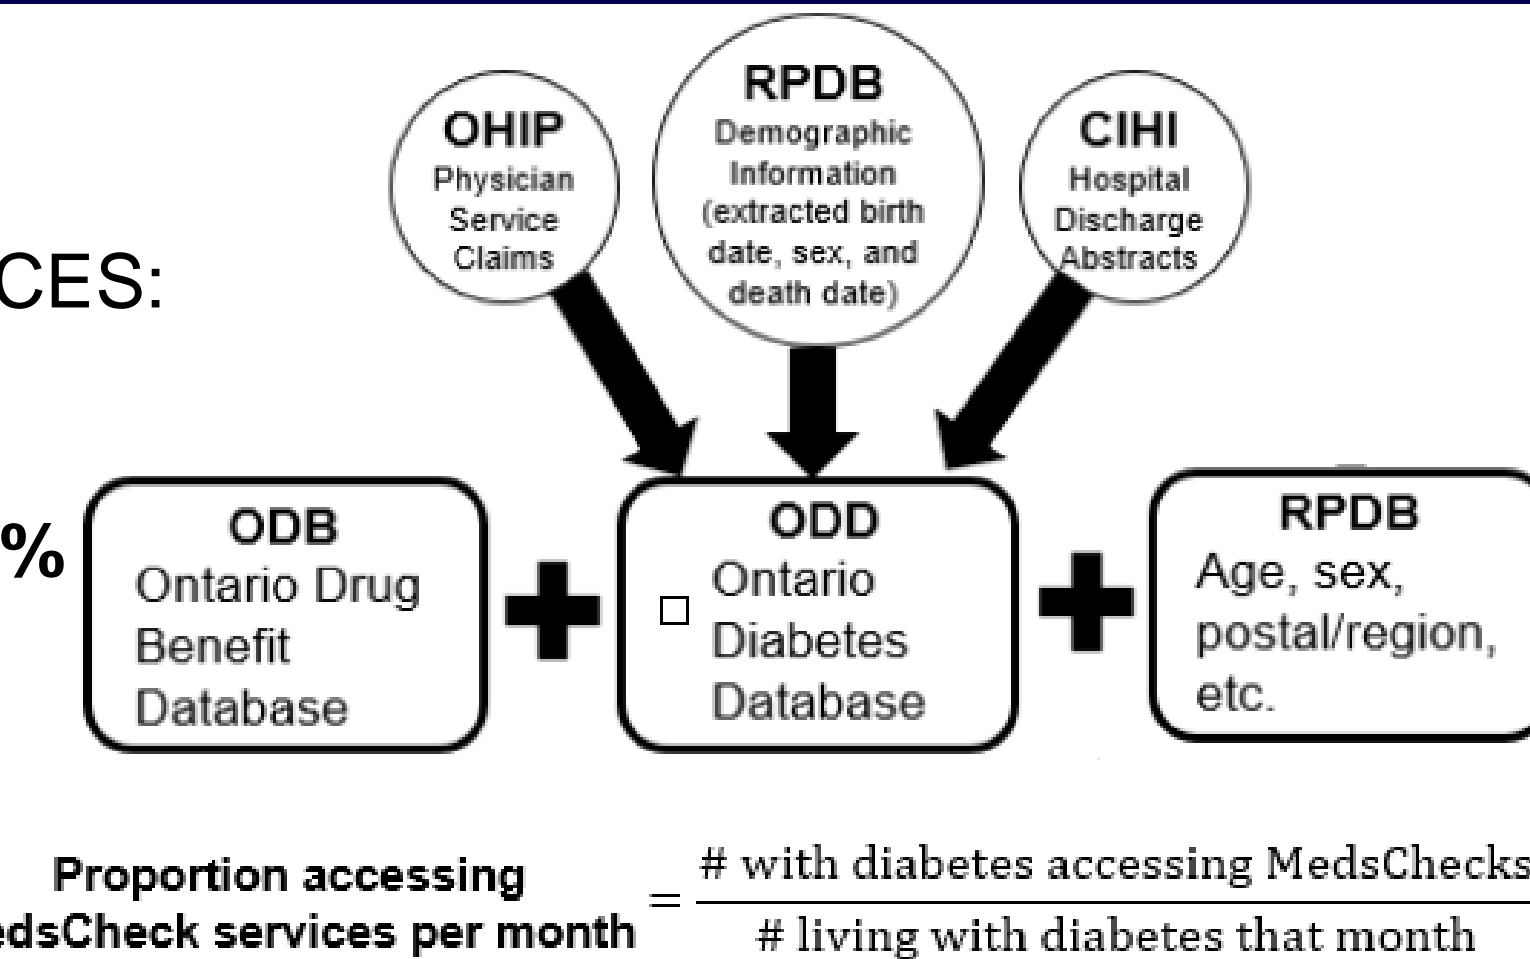 OHIP
Physician
Service
Claims
RPDB
Demographic
Information
(extracted birth
date, sex, and
death date)
CIHI
Hospital
Discharge
Abstracts
CES:
%
ODB
Ontario Drug
Benefit
Database
ODD
Ontario
Diabetes
Database
RPDB
Age, sex,
postal/region,
etc.
Proportion accessing
edsCheck services per month
=
# with diabetes accessing MedsChecks
# living with diabetes that month